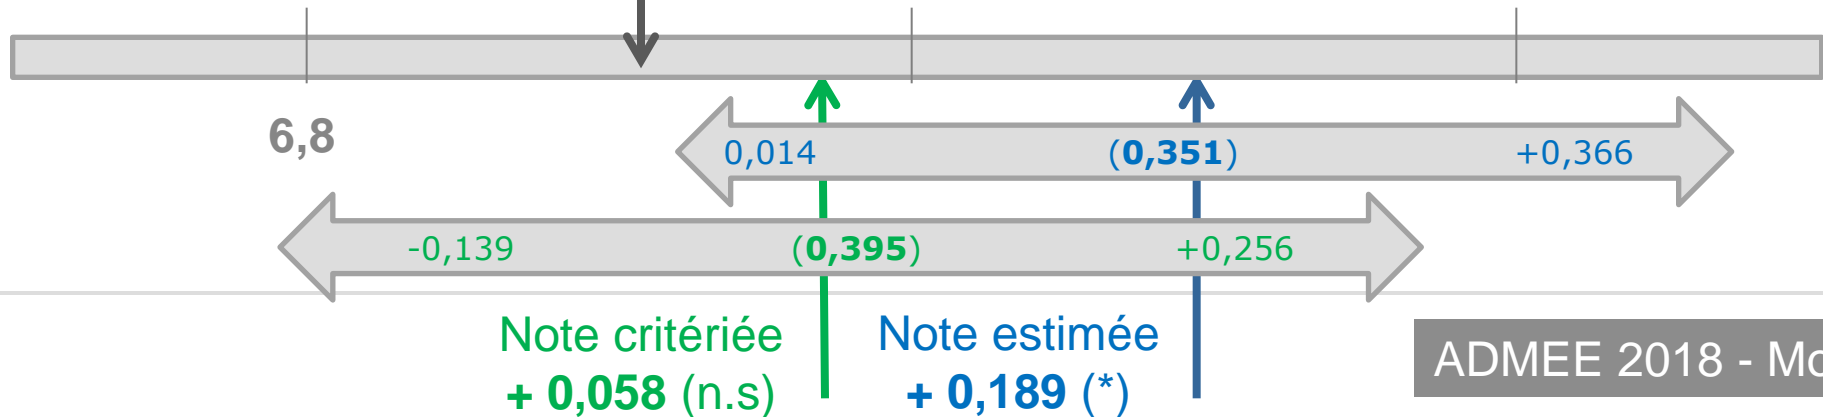 6,8
0,014 (0,351) +0,366
-0,139 (0,395) +0,256
Note critériée
+ 0,058 (n.s)
Note estimée
+ 0,189 (*)
ADMEE 2018 - Mo